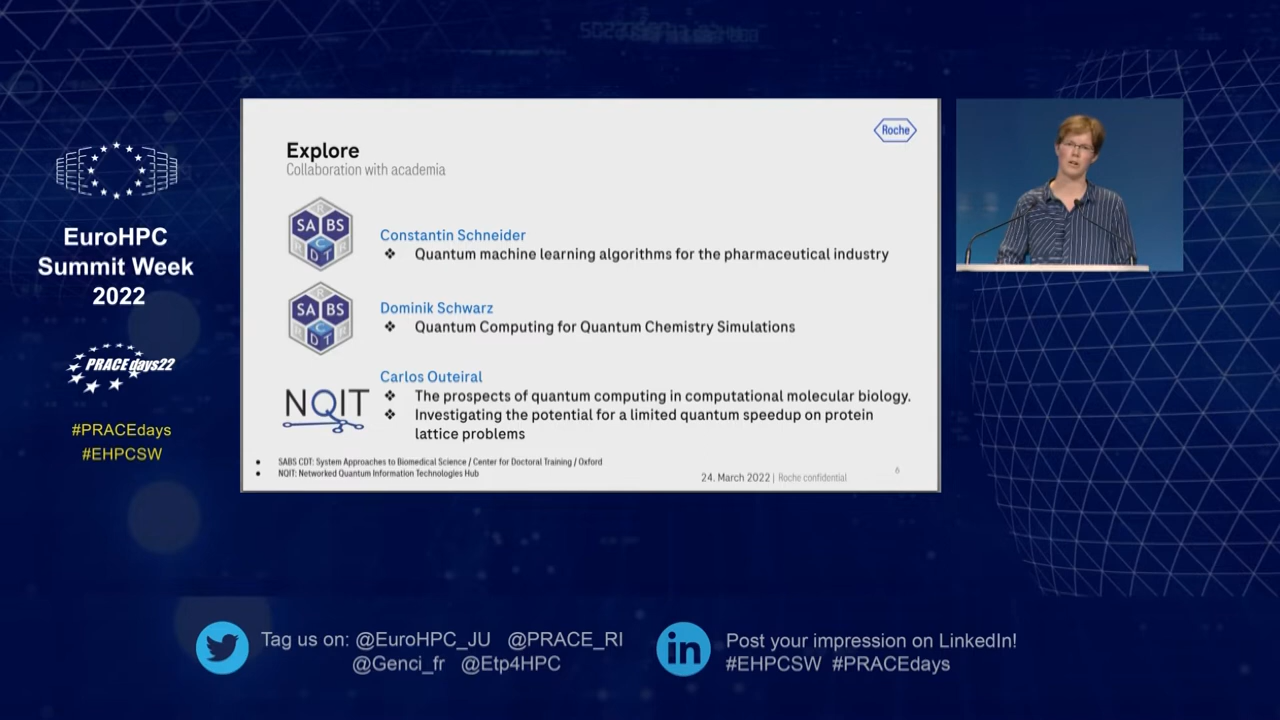 EuroHPC
Summit Week
2022
PRACEdays22
#PRACEdays
#EHPCSW
Roche
Explore
Collaboration with academia
SA BS
R
C
DT
R R
Constantin Schneider
❖ Quantum machine learning algorithms for the pharmaceutical industry
SA BS
R
C
DT
R R
Dominik Schwarz
❖ Quantum Computing for Quantum Chemistry Simulations
NQIT
Carlos Outeiral
❖ The prospects of quantum computing in computational molecular biology.
❖ Investigating the potential for a limited quantum speedup on protein
lattice problems
● SABS CDT: System Approaches to Biomedical Science / Center for Doctoral Training / Oxford
● NQIT: Networked Quantum Information Technologies Hub
24. March 2022 | Roche confidential
6
Tag us on: @EuroHPC_JU @PRACE_RI
@Genci_fr @Etp4HPC
in
Post your impression on LinkedIn!
#EHPCSW #PRACEdays